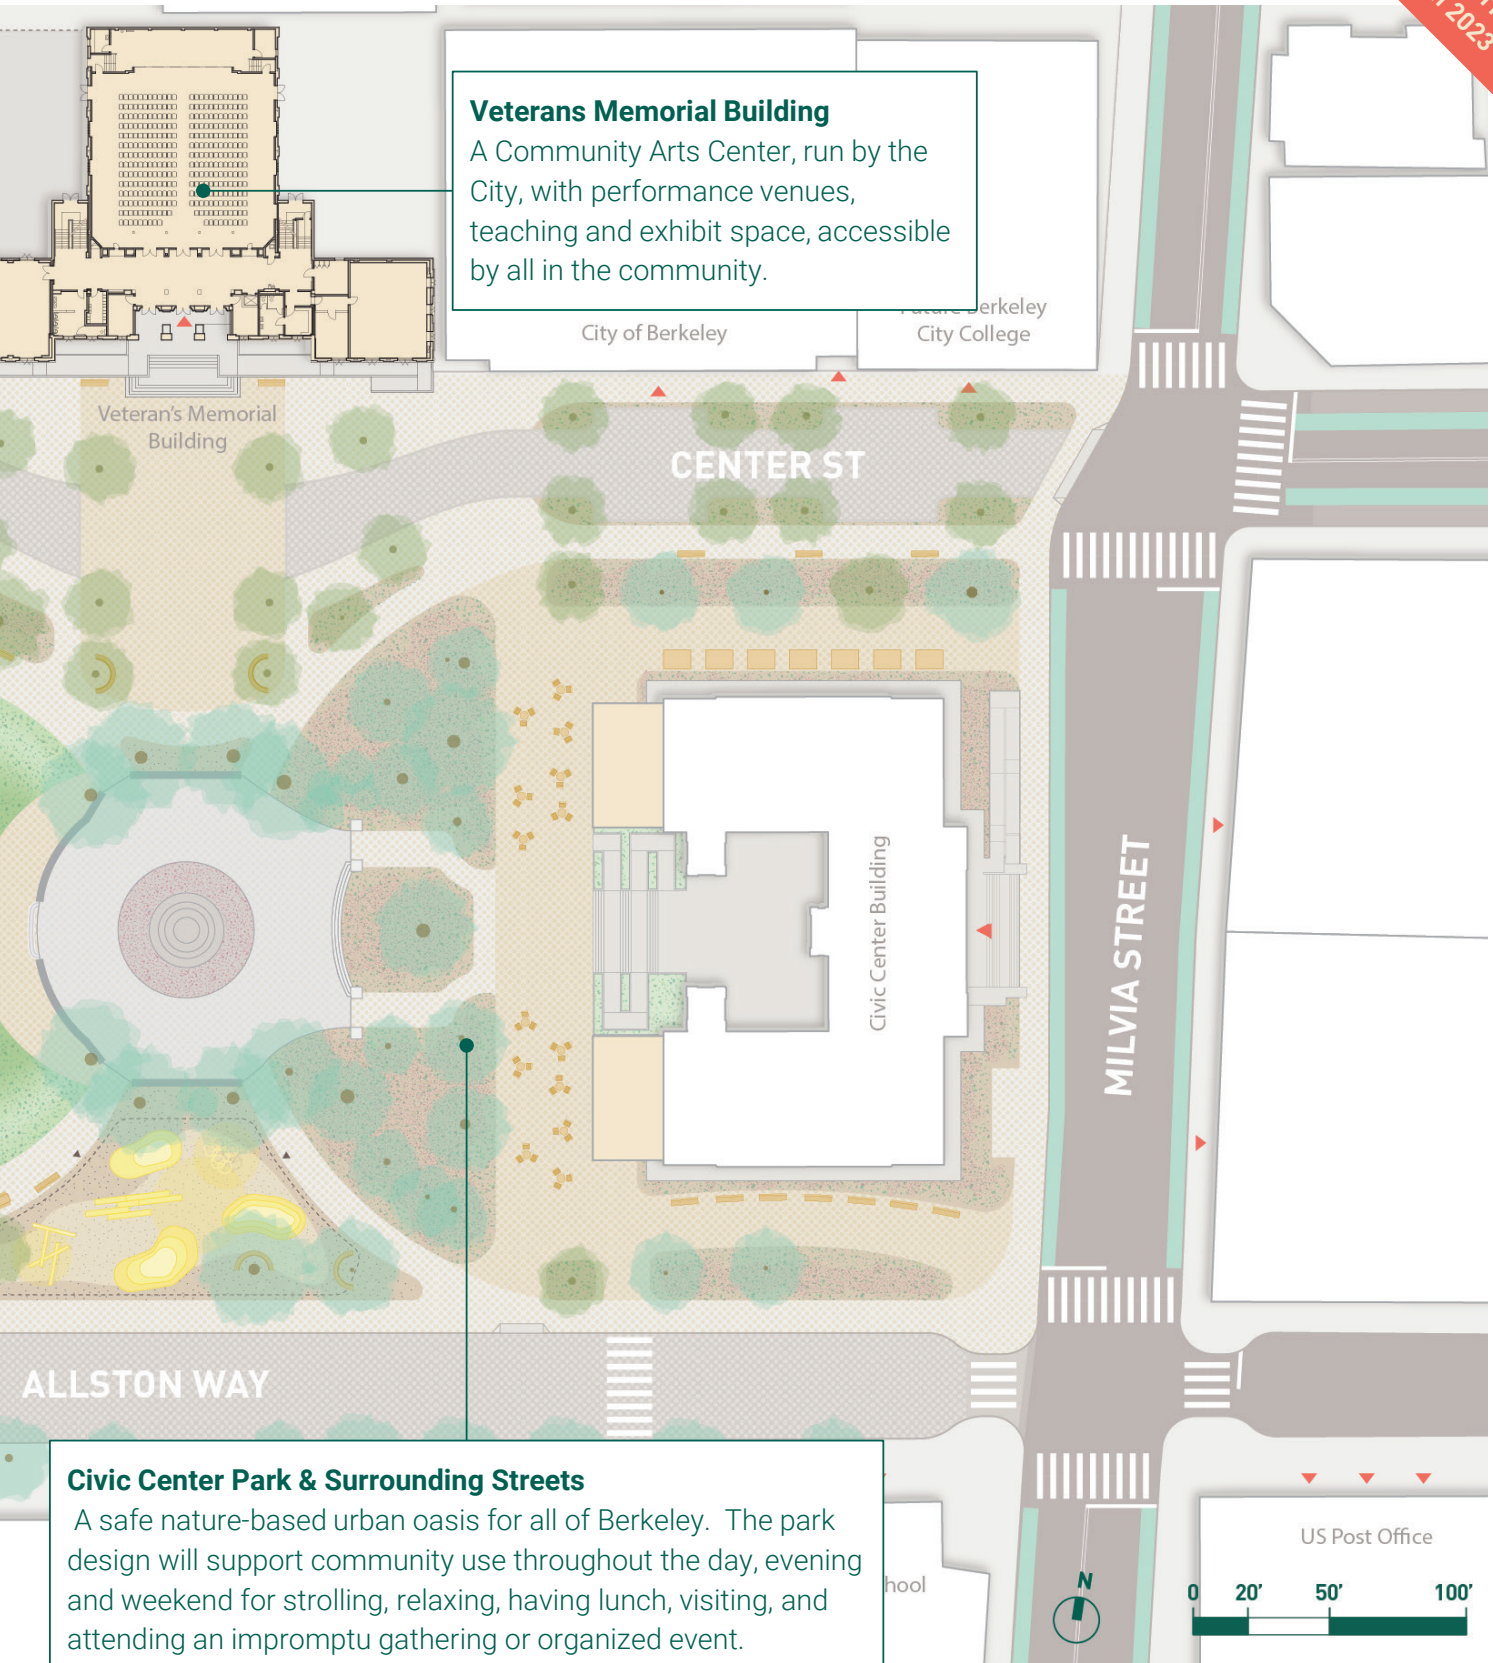 2023
Veterans Memorial Building
A Community Arts Center, run by the
City, with performance venues,
teaching and exhibit space, accessible
by all in the community.
Berkeley
City of Berkeley
City College
Veteran's Memorial
Building
CENTER ST
Civic Center Building
MILVIA STREET
ALLSTON WAY
Civic Center Park & Surrounding Streets
A safe nature-based urban oasis for all of Berkeley. The park
design will support community use throughout the day, evening
and weekend for strolling, relaxing, having lunch, visiting, and
attending an impromptu gathering or organized event.
hool
US Post Office
N
0 20' 50' 100'